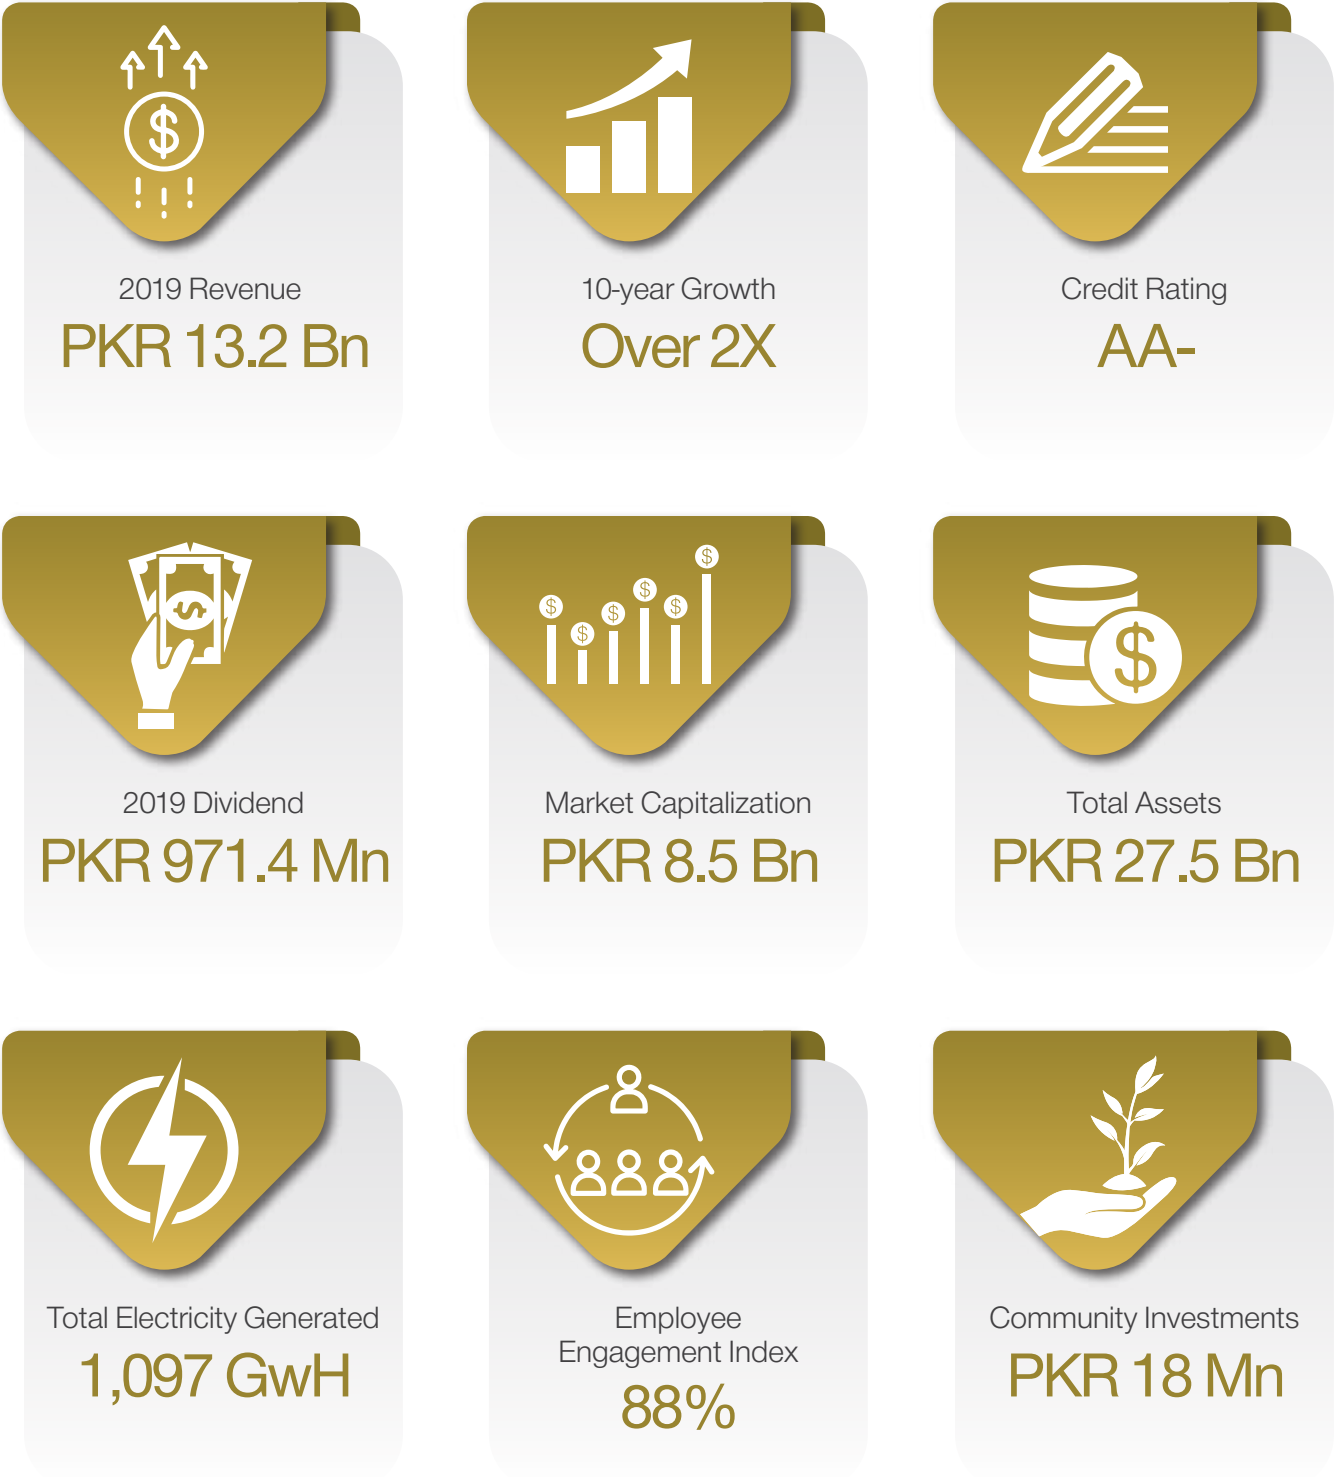 2019 Revenue
PKR 13.2 Bn
10-year Growth
Over 2X
Credit Rating
AA-
2019 Dividend
PKR 971.4 Mn
Market Capitalization
PKR 8.5 Bn
Total Assets
PKR 27.5 Bn
Total Electricity Generated
1,097 GwH
Employee
Engagement Index
88%
Community Investments
PKR 18 Mn